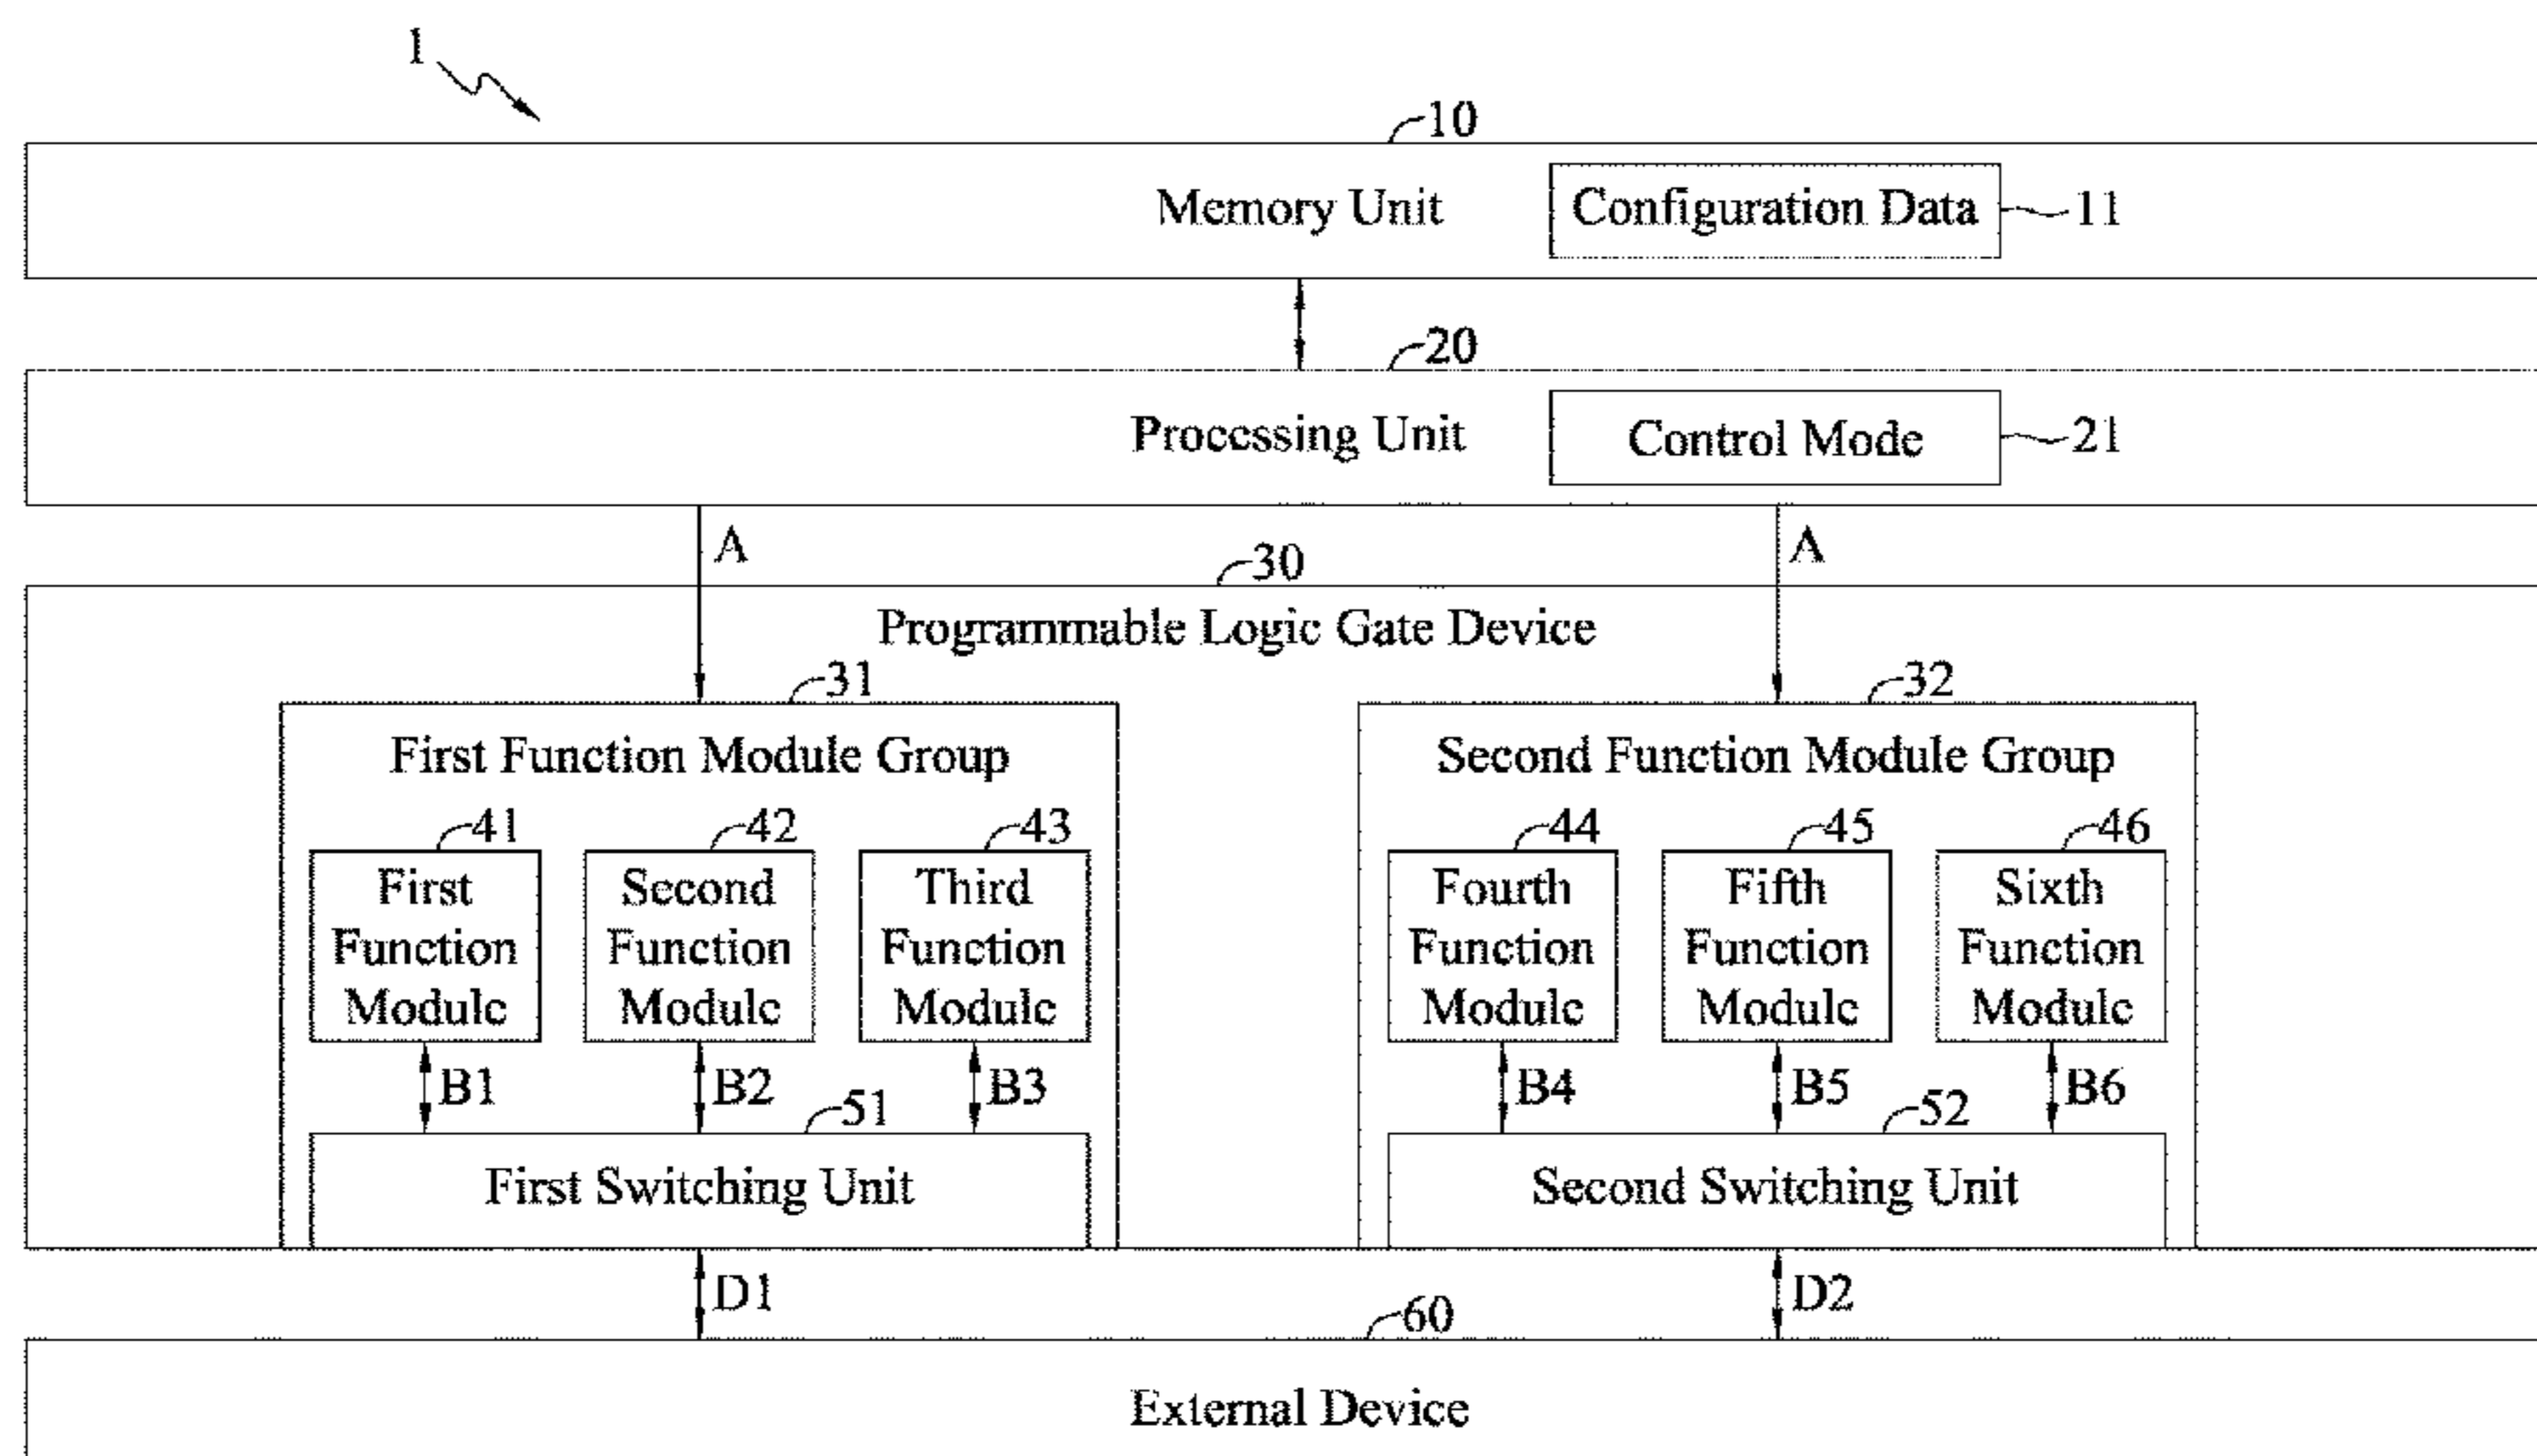 1
10
Memory Unit
Configuration Data
11
20
Processing Unit
Control Mode
21
A
A
30
Programmable Logic Gate Device
31
32
First Function Module Group
Second Function Module Group
41
42
43
44
45
46
First
Function
Module
Second
Function
Module
Third
Function
Module
Fourth
Function
Module
Fifth
Function
Module
Sixth
Function
Module
B1
B2
B3
B4
B5
B6
51
52
First Switching Unit
Second Switching Unit
D1
D2
60
External Device